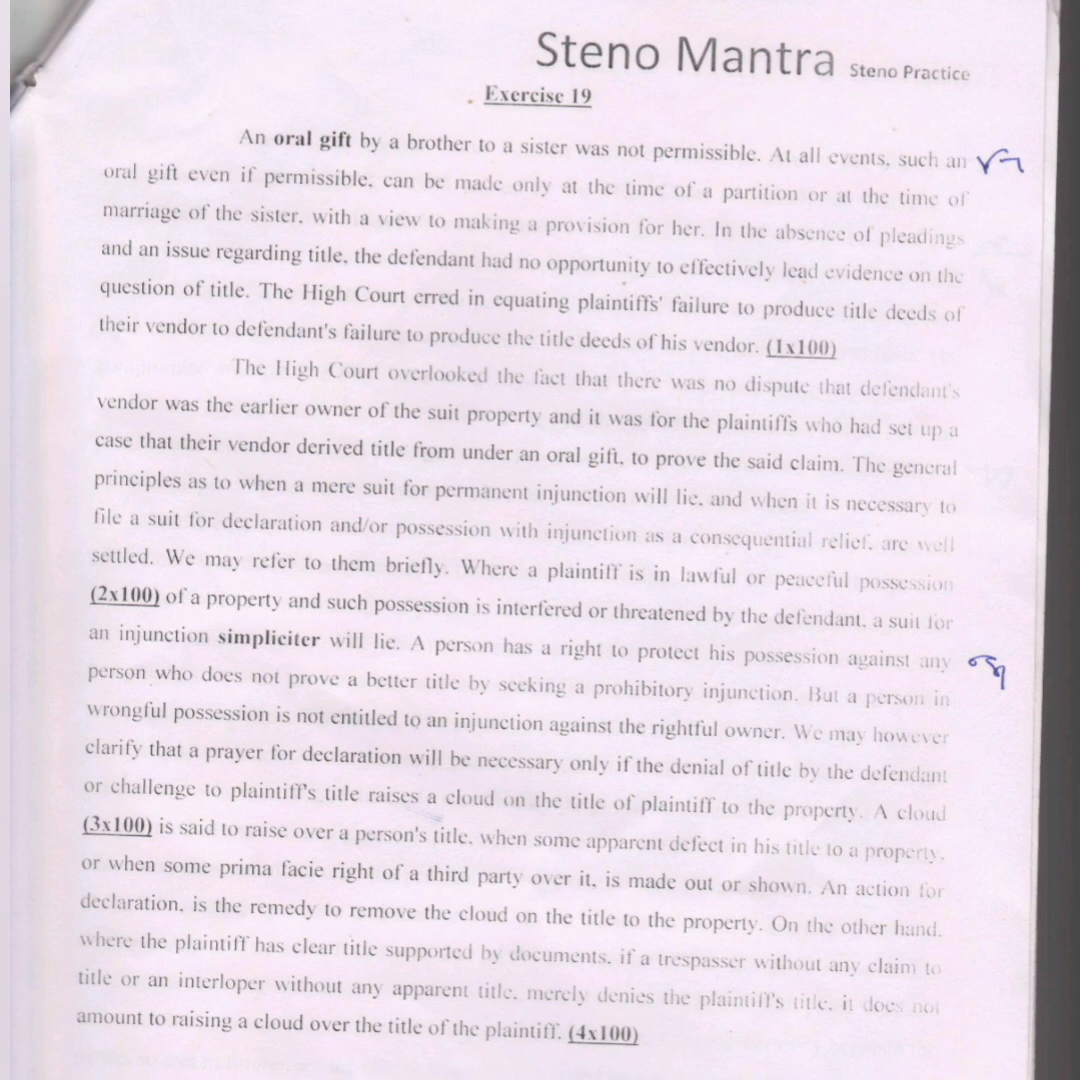 Steno Mantra Steno Practice
Exercise 19
An oral gift by a brother to a sister was not permissible. At all events, such an
oral gift even if permissible, can be made only at the time of a partition or at the time of
marriage of the sister, with a view to making a provision for her. In the absence of pleadings
and an issue regarding title, the defendant had no opportunity to effectively lead evidence on the
question of title. The High Court erred in equating plaintiffs' failure to produce title deeds of
their vendor to defendant's failure to produce the title deeds of his vendor. (1x100)
The High Court overlooked the fact that there was no dispute that defendant's
vendor was the earlier owner of the suit property and it was for the plaintiffs who had set up a
case that their vendor derived title from under an oral gift, to prove the said claim. The general
principles as to when a mere suit for permanent injunction will lie, and when it is necessary to
file a suit for declaration and/or possession with injunction as a consequential relief, are well
settled. We may refer to them briefly. Where a plaintiff is in lawful or peaceful possession
(2x100) of a property and such possession is interfered or threatened by the defendant, a suit for
an injunction simpliciter will lie. A person has a right to protect his possession against any
person who does not prove a better title by seeking a prohibitory injunction. But a person in
wrongful possession is not entitled to an injunction against the rightful owner. We may however
clarify that a prayer for declaration will be necessary only if the denial of title by the defendant
or challenge to plaintiff's title raises a cloud on the title of plaintiff to the property. A cloud
(3x100) is said to raise over a person's title, when some apparent defect in his title to a property,
or when some prima facie right of a third party over it, is made out or shown. An action for
declaration, is the remedy to remove the cloud on the title to the property. On the other hand,
where the plaintiff has clear title supported by documents, if a trespasser without any claim to
title or an interloper without any apparent title, merely denies the plaintiff's title, it does not
amount to raising a cloud over the title of the plaintiff. (4x100)